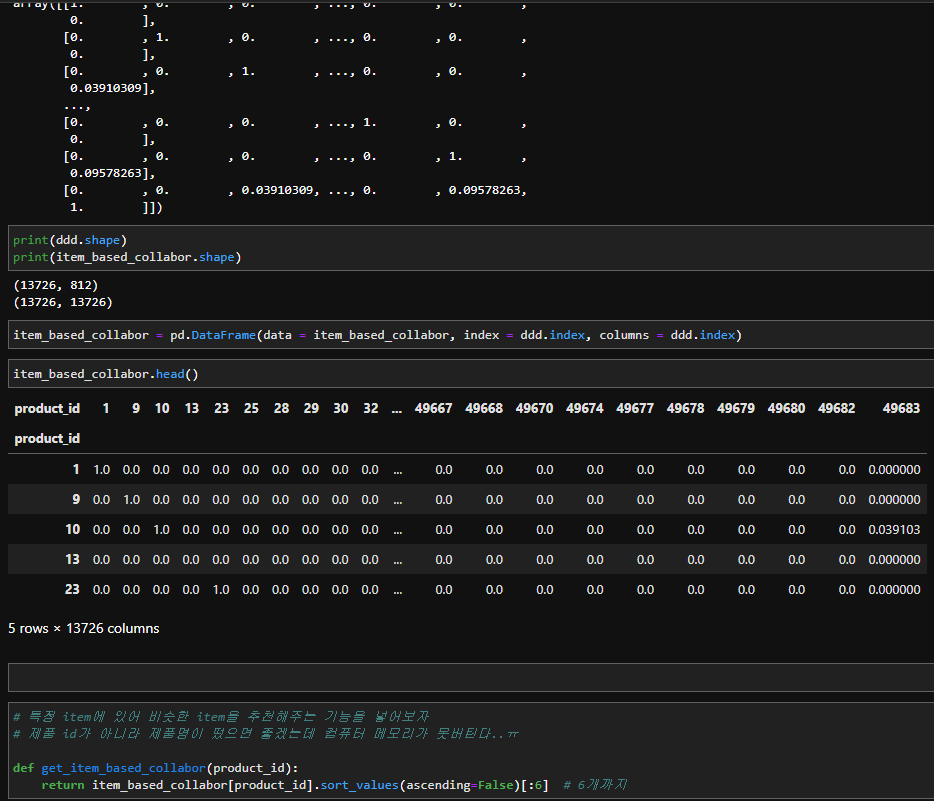 array([[1.        , 0.        , 0.        , ..., 0.        , 0.        ,
0.        ],
[0.        , 1.        , 0.        , ..., 0.        , 0.        ,
0.        ],
[0.        , 0.        , 1.        , ..., 0.        , 0.        ,
0.03910309],
...,
[0.        , 0.        , 0.        , ..., 1.        , 0.        ,
0.        ],
[0.        , 0.        , 0.        , ..., 0.        , 1.        ,
0.09578263],
[0.        , 0.        , 0.03910309, ..., 0.        , 0.09578263,
1.        ]])
print(ddd.shape)
print(item_based_collabor.shape)
(13726, 812)
(13726, 13726)
item_based_collabor = pd.DataFrame(data = item_based_collabor, index = ddd.index, columns = ddd.index)
item_based_collabor.head()
product_id 1 9 10 13 23 25 28 29 30 32 ... 49667 49668 49670 49674 49677 49678 49679 49680 49682 49683
product_id
1 1.0 0.0 0.0 0.0 0.0 0.0 0.0 0.0 0.0 0.0 ... 0.0 0.0 0.0 0.0 0.0 0.0 0.0 0.0 0.0 0.000000
9 0.0 1.0 0.0 0.0 0.0 0.0 0.0 0.0 0.0 0.0 ... 0.0 0.0 0.0 0.0 0.0 0.0 0.0 0.0 0.0 0.000000
10 0.0 0.0 1.0 0.0 0.0 0.0 0.0 0.0 0.0 0.0 ... 0.0 0.0 0.0 0.0 0.0 0.0 0.0 0.0 0.0 0.039103
13 0.0 0.0 0.0 1.0 0.0 0.0 0.0 0.0 0.0 0.0 ... 0.0 0.0 0.0 0.0 0.0 0.0 0.0 0.0 0.0 0.000000
23 0.0 0.0 0.0 0.0 1.0 0.0 0.0 0.0 0.0 0.0 ... 0.0 0.0 0.0 0.0 0.0 0.0 0.0 0.0 0.0 0.000000
5 rows × 13726 columns
# 특정 item에 있어 비슷한 item을 추천해주는 기능을 넣어보자
# 제품 id가 아니라 제품명이 떴으면 좋겠는데 컴퓨터 메모리가 못버틴다..ㅠ
def get_item_based_collabor(product_id):
return item_based_collabor[product_id].sort_values(ascending=False)[:6]  # 6개까지